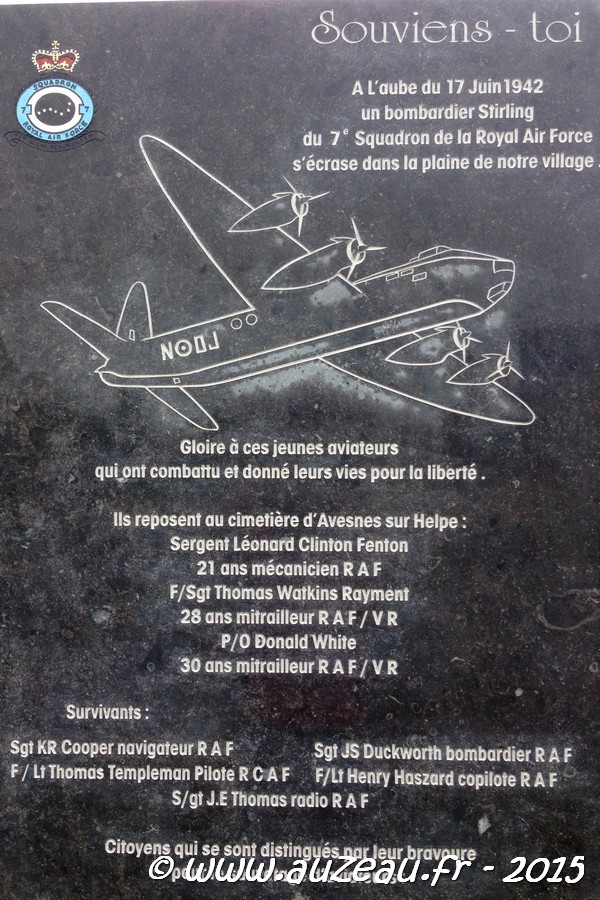 Souviens - toi
A L'aube du 17 Juin 1942
un bombardier Stirling
du 7e Squadron de la Royal Air Force
s'écrase dans la plaine de notre village .
SQUADRON
7 7
ROYAL AIR FORCE
NOIJ
Gloire à ces jeunes aviateurs
qui ont combattu et donné leurs vies pour la liberté .
Ils reposent au cimetière d'Avesnes sur Helpe :
Sergent Léonard Clinton Fenton
21 ans mécanicien R A F
F/Sgt Thomas Watkins Rayment
28 ans mitrailleur R A F / V R
P/O Donald White
30 ans mitrailleur R A F / V R
Survivants :
Sgt KR Cooper navigateur R A F
Sgt JS Duckworth bombardier R A F
F / Lt Thomas Templeman Pilote R C A F
F/Lt Henry Haszard copilote R A F
S/gt J.E Thomas radio R A F
Citoyens qui se sont distingués par leur bravoure
© www.auzeau.fr - 2015